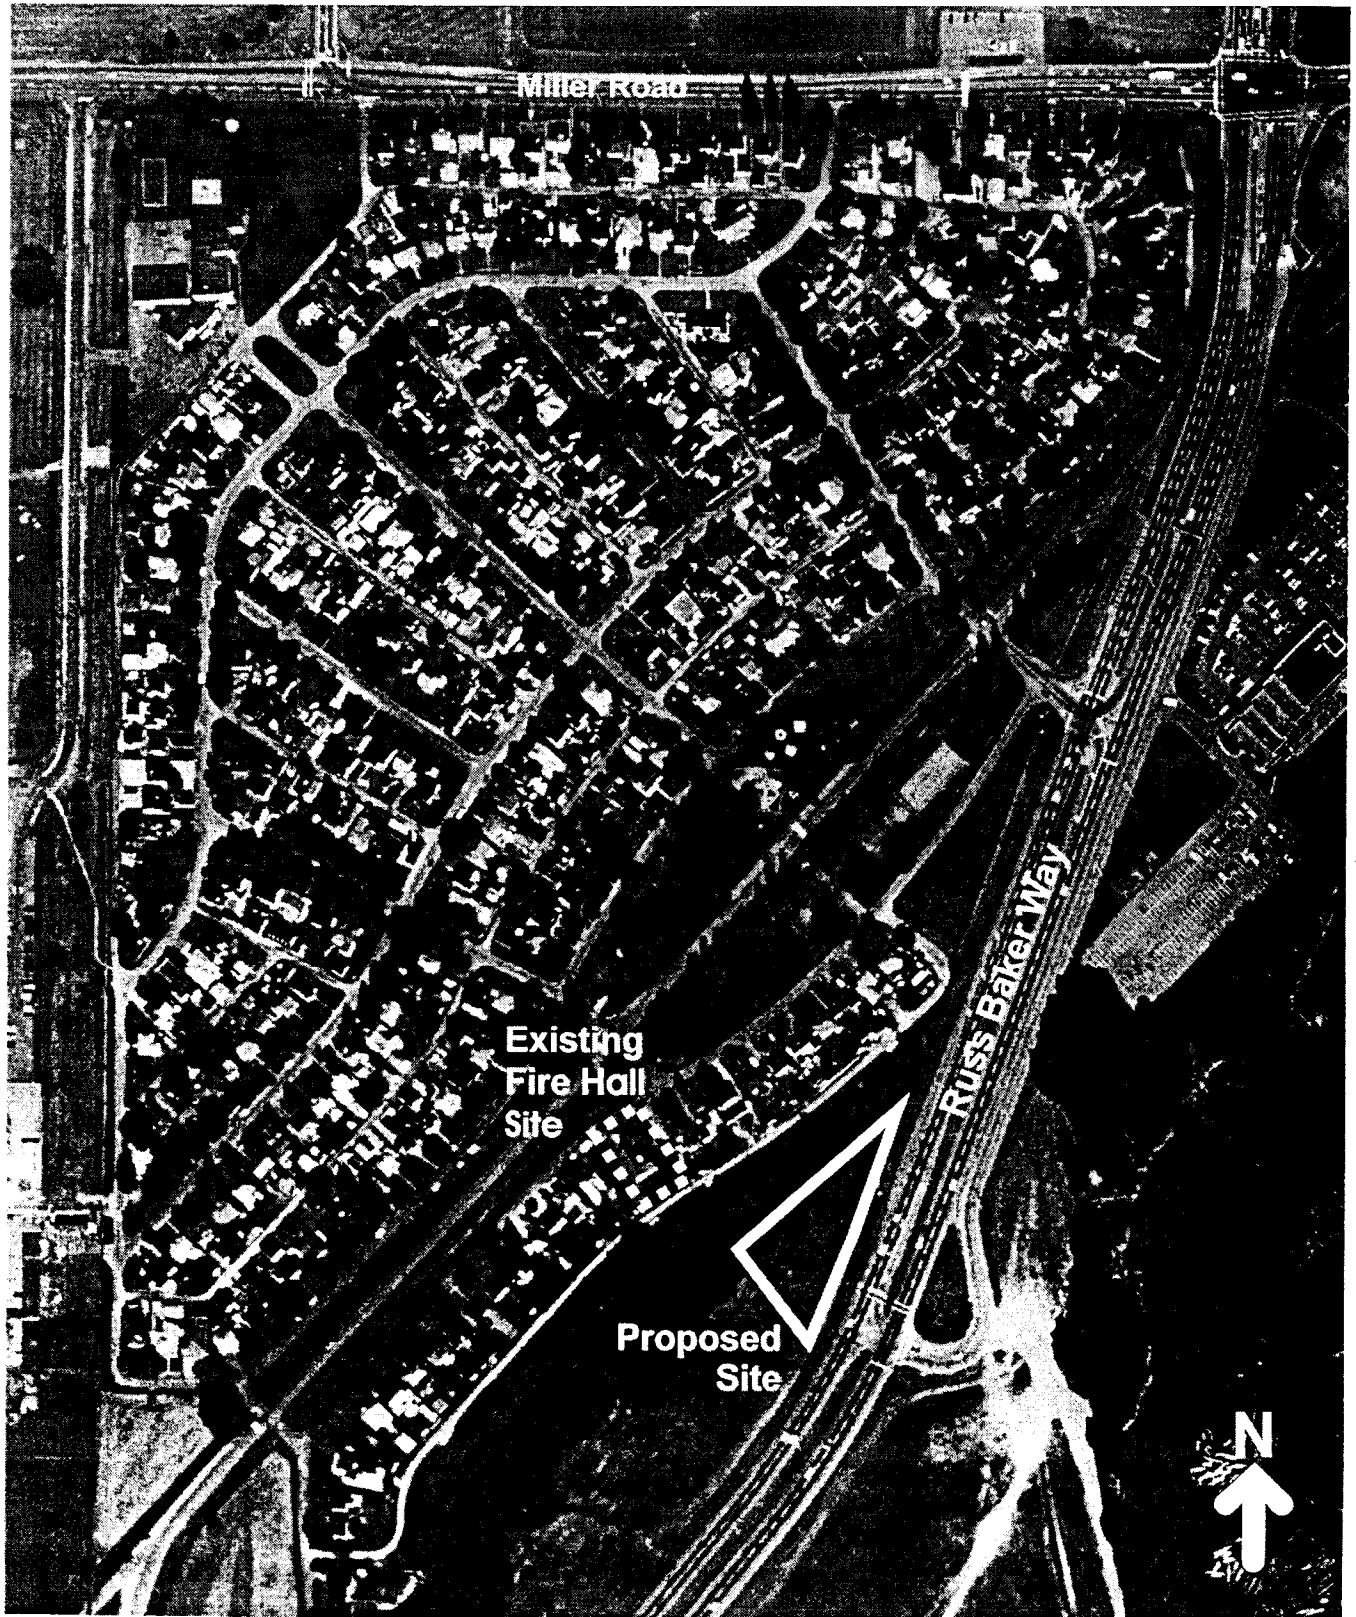 Miller Road
Russ Baker Way
Existing
Fire Hall
Site
Proposed
Site
N